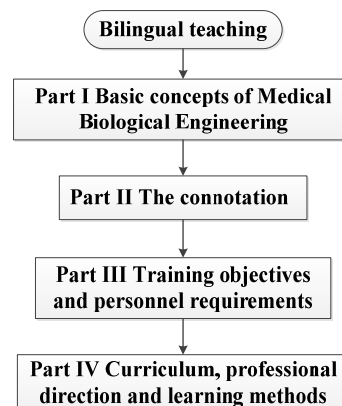 Bilingual teaching
Part I Basic concepts of Medical
Biological Engineering
Part II The connotation
Part III Training objectives
and personnel requirements
Part IV Curriculum, professional
direction and learning methods